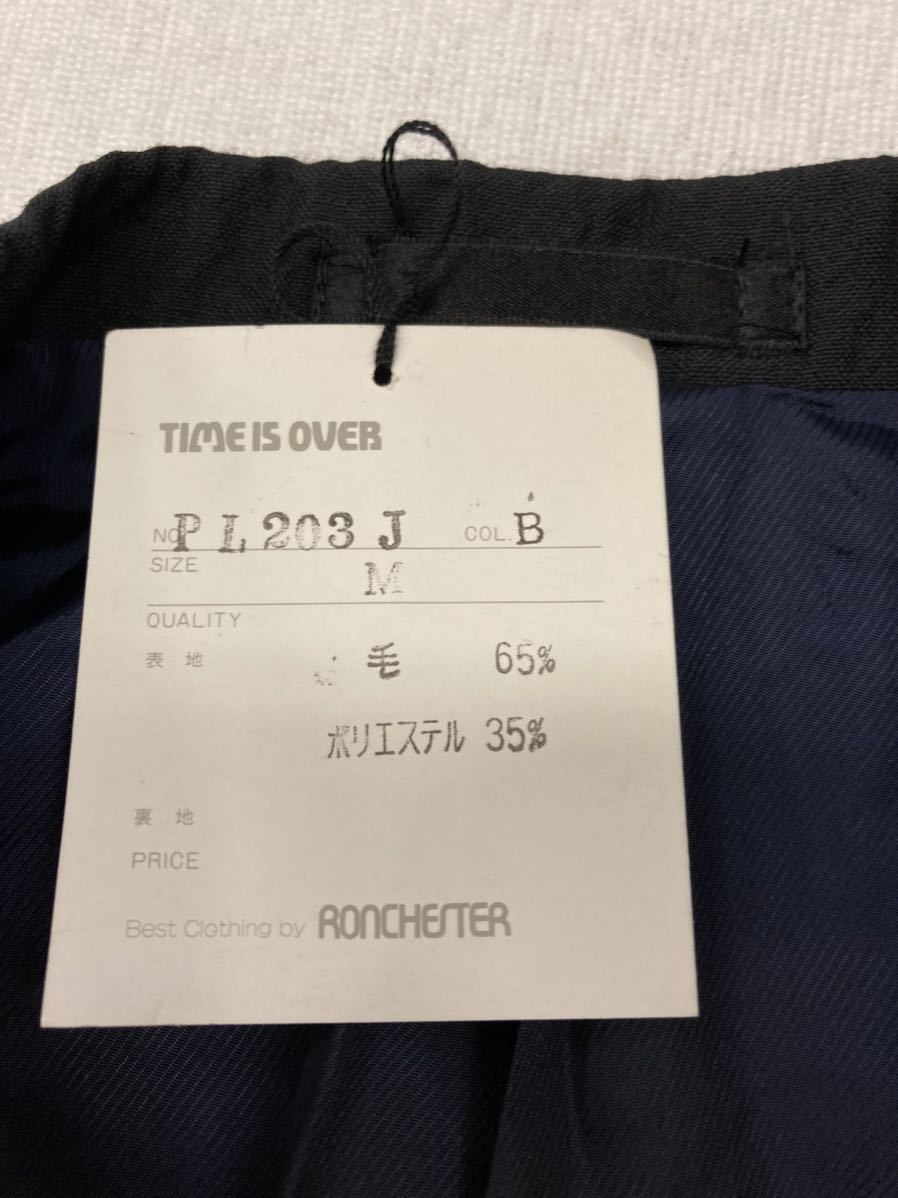 TIME IS OVER
NO. PL203J COL. B
SIZE M
QUALITY
表地 毛 65%
ポリエステル 35%
裏地
PRICE
Best Clothing by RONCHESTER